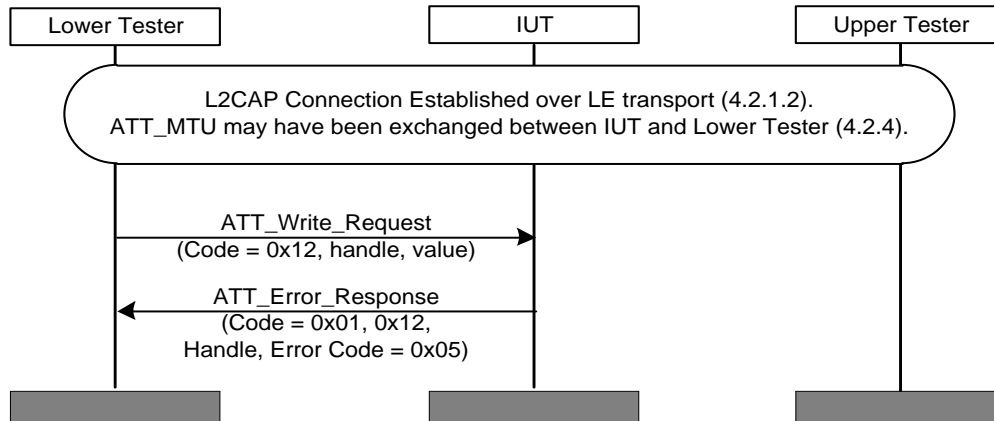 Lower Tester
IUT
Upper Tester
L2CAP Connection Established over LE transport (4.2.1.2).
ATT_MTU may have been exchanged between IUT and Lower Tester (4.2.4).
ATT_Write_Request
(Code = 0x12, handle, value)
ATT_Error_Response
(Code = 0x01, 0x12,
Handle, Error Code = 0x05)